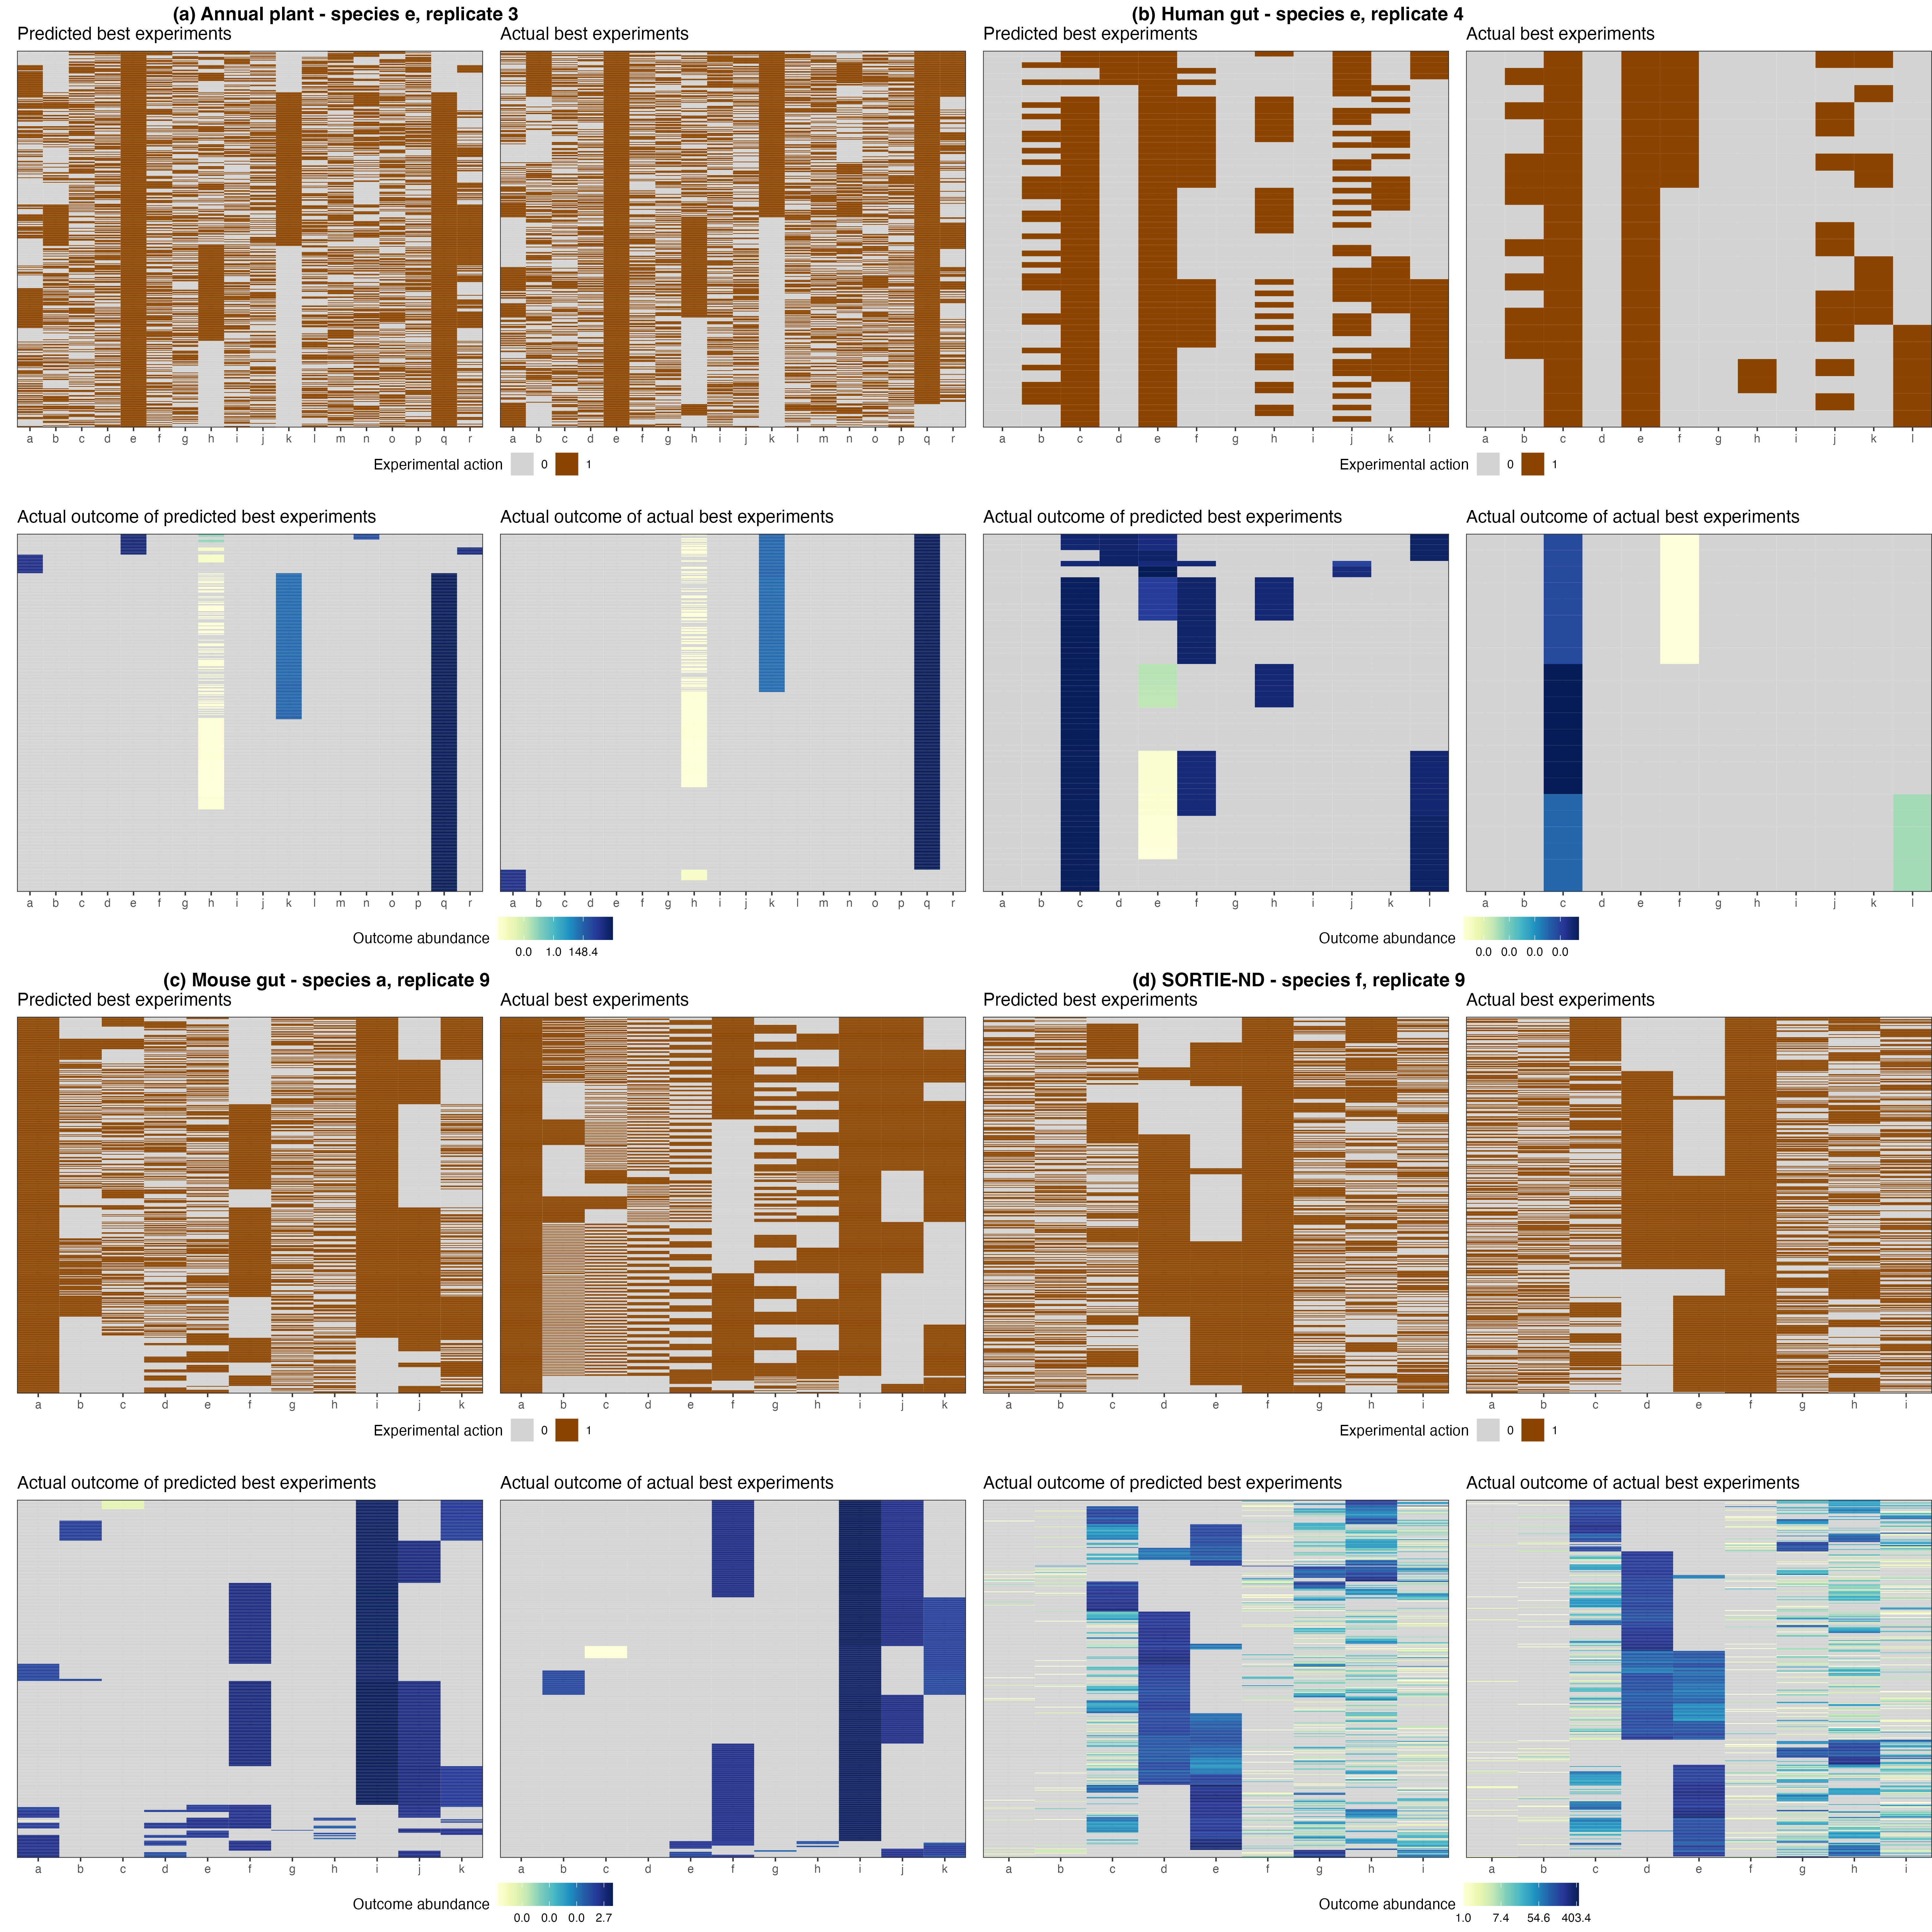 (a) Annual plant - species e, replicate 3
Predicted best experiments
Actual best experiments
a b c d e f g h i j k l m n o p q r
a b c d e f g h i j k l m n o p q r
Experimental action 0 1
Actual outcome of predicted best experiments
Actual outcome of actual best experiments
a b c d e f g h i j k l m n o p q r
a b c d e f g h i j k l m n o p q r
Outcome abundance
0.0 1.0 148.4
(b) Human gut - species e, replicate 4
Predicted best experiments
Actual best experiments
a b c d e f g h i j k l
a b c d e f g h i j k l
Experimental action 0 1
Actual outcome of predicted best experiments
Actual outcome of actual best experiments
a b c d e f g h i j k l
a b c d e f g h i j k l
Outcome abundance
0.0 0.0 0.0 0.0
(c) Mouse gut - species a, replicate 9
Predicted best experiments
Actual best experiments
a b c d e f g h i j k
a b c d e f g h i j k
Experimental action 0 1
Actual outcome of predicted best experiments
Actual outcome of actual best experiments
a b c d e f g h i j k
a b c d e f g h i j k
Outcome abundance
0.0 0.0 0.0 2.7
(d) SORTIE-ND - species f, replicate 9
Predicted best experiments
Actual best experiments
a b c d e f g h i
a b c d e f g h i
Experimental action 0 1
Actual outcome of predicted best experiments
Actual outcome of actual best experiments
a b c d e f g h i
a b c d e f g h i
Outcome abundance
1.0 7.4 54.6 403.4